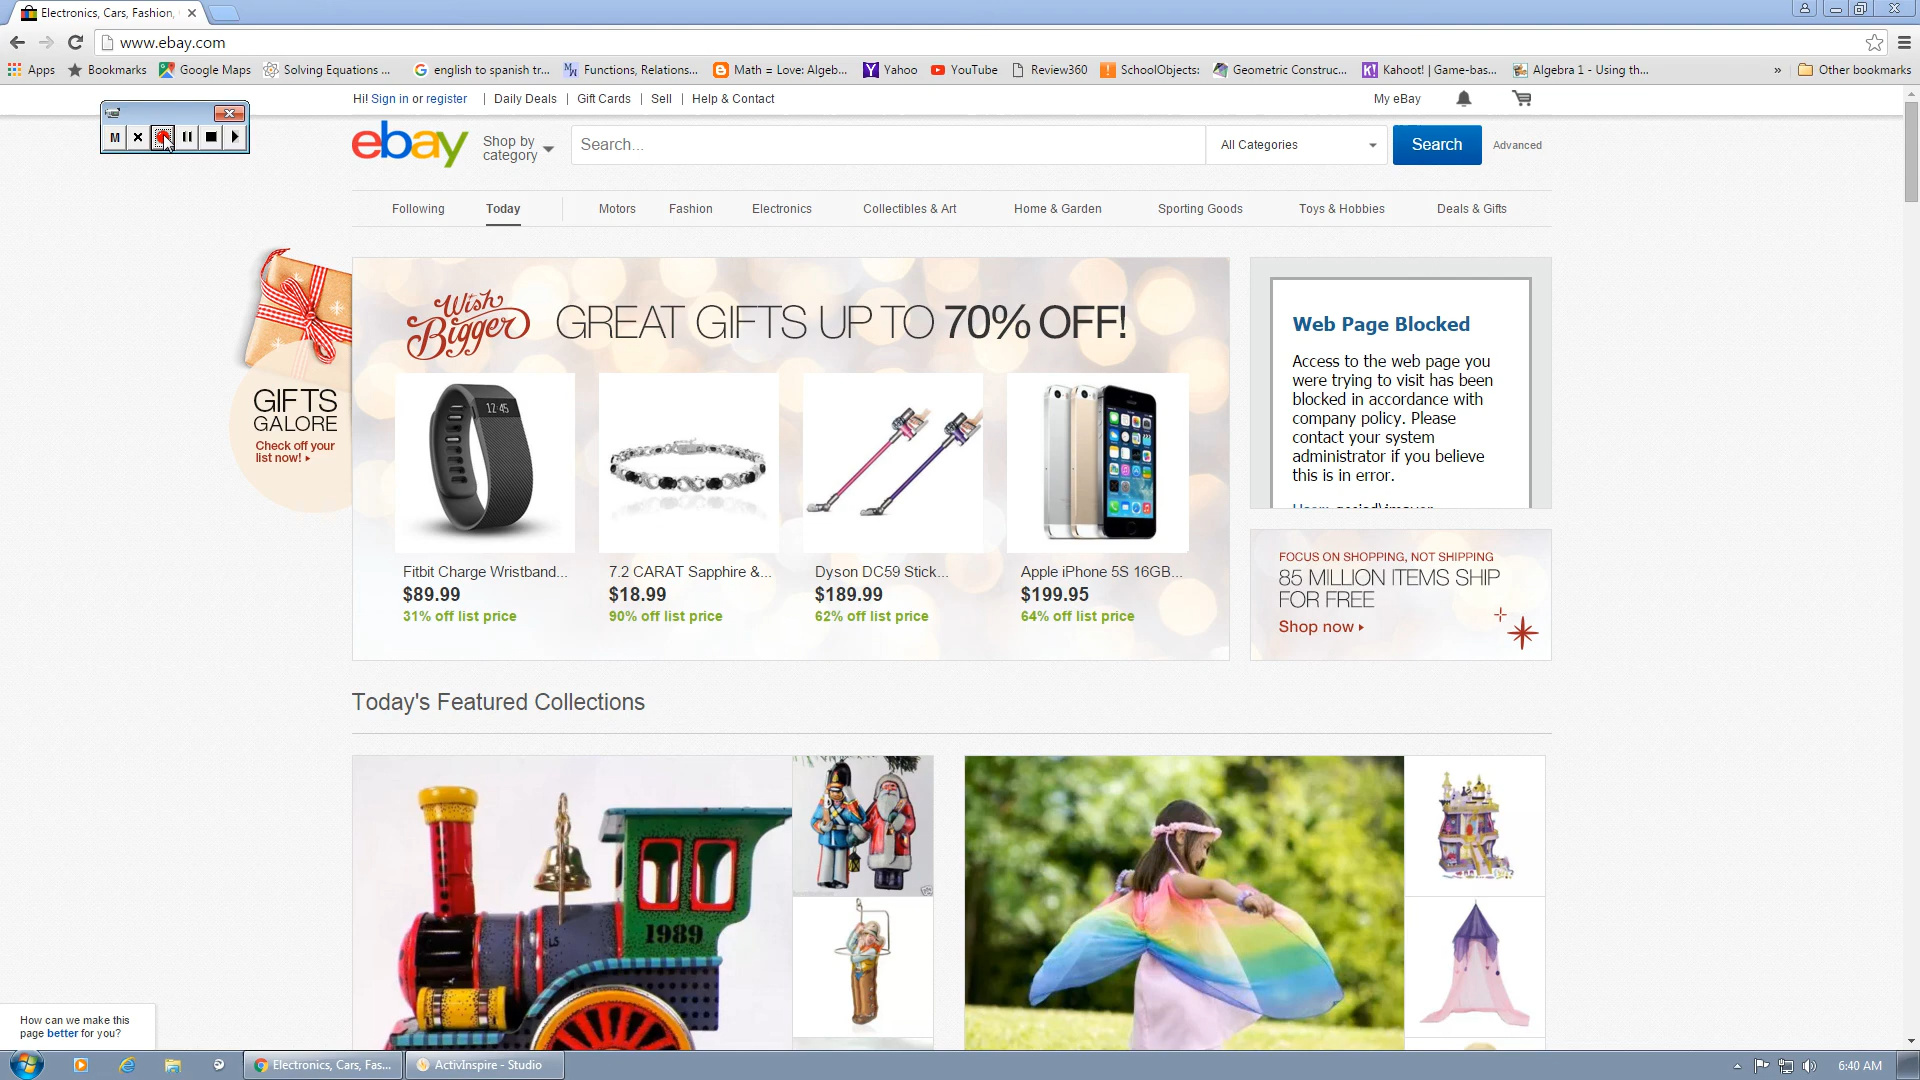 Electronics, Cars, Fashion,
www.ebay.com
Apps
Bookmarks
Google Maps
Solving Equations ...
english to spanish tr...
Functions, Relations...
Math = Love: Algeb...
Yahoo
YouTube
Review360
SchoolObjects:
Geometric Construc...
Kahoot! | Game-bas...
Algebra 1 - Using th...
»
Other bookmarks
Hi! Sign in or register | Daily Deals | Gift Cards | Sell | Help & Contact
My eBay
M
ebay
Shop by
category
Search...
All Categories
Search
Advanced
Following
Today
Motors
Fashion
Electronics
Collectibles & Art
Home & Garden
Sporting Goods
Toys & Hobbies
Deals & Gifts
GIFTS
GALORE
Check off your
list now!
Wish
Bigger
GREAT GIFTS UP TO 70% OFF!
12:45
Fitbit Charge Wristband...
$89.99
31% off list price
7.2 CARAT Sapphire &...
$18.99
90% off list price
Dyson DC59 Stick...
$189.99
62% off list price
Apple iPhone 5S 16GB...
$199.95
64% off list price
Web Page Blocked
Access to the web page you
were trying to visit has been
blocked in accordance with
company policy. Please
contact your system
administrator if you believe
this is in error.
FOCUS ON SHOPPING, NOT SHIPPING
85 MILLION ITEMS SHIP
FOR FREE
Shop now
Today's Featured Collections
1989
How can we make this
page better for you?
Electronics, Cars, Fas...
ActivInspire - Studio
6:40 AM